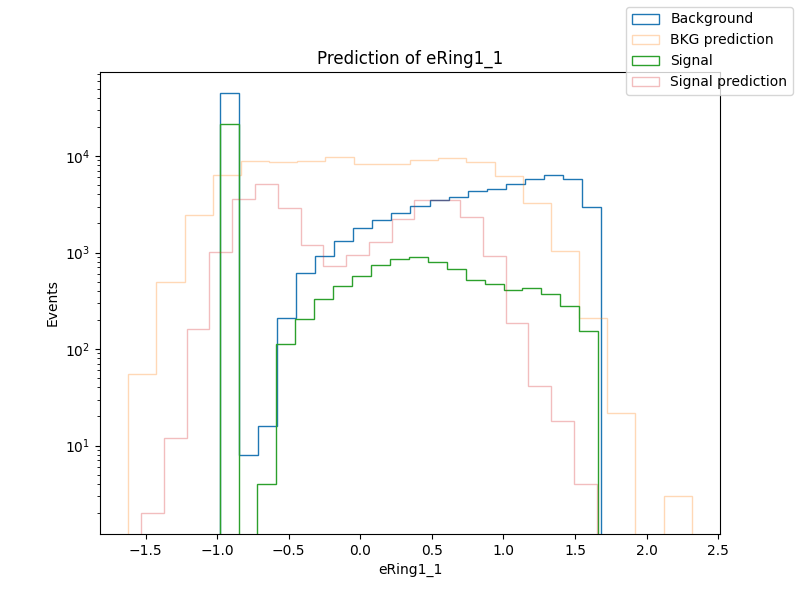 Background
BKG prediction
Signal
Signal prediction
Prediction of eRing1_1
Events
10⁴
10³
10²
10¹
−1.5 −1.0 −0.5 0.0 0.5 1.0 1.5 2.0 2.5
eRing1_1